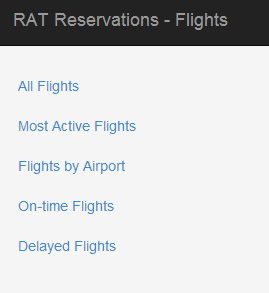 RAT Reservations - Flights
All Flights
Most Active Flights
Flights by Airport
On-time Flights
Delayed Flights